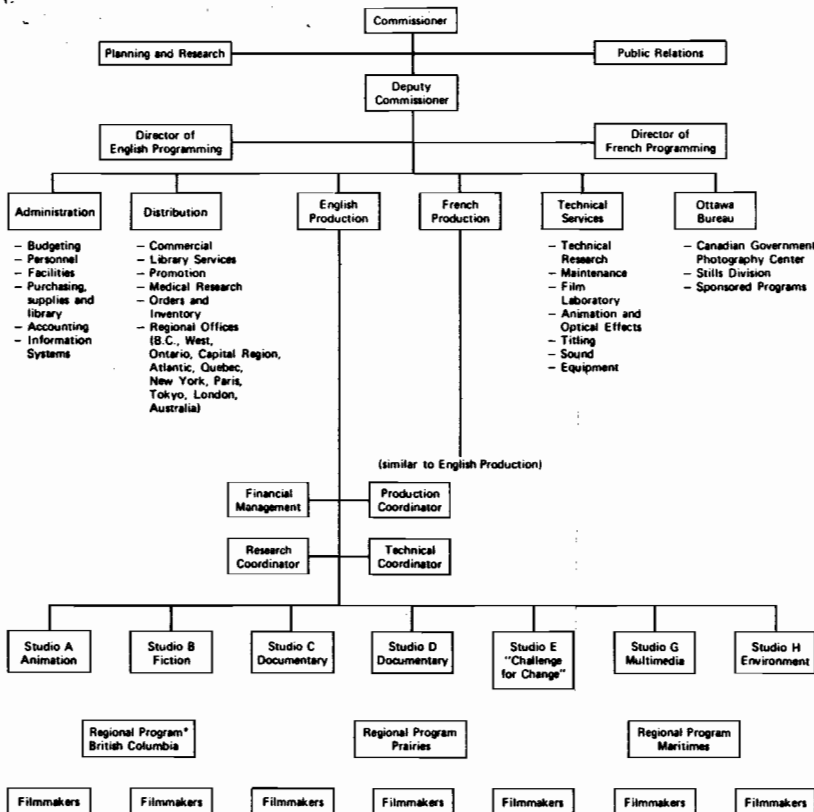 Commissioner
Planning and Research
Public Relations
Deputy
Commissioner
Director of
English Programming
Director of
French Programming
Administration
– Budgeting
– Personnel
– Facilities
– Purchasing,
supplies and
library
– Accounting
– Information
Systems
Distribution
– Commercial
– Library Services
– Promotion
– Medical Research
– Orders and
Inventory
– Regional Offices
(B.C., West,
Ontario, Capital Region,
Atlantic, Quebec,
New York, Paris,
Tokyo, London,
Australia)
English
Production
French
Production
Technical
Services
– Technical
Research
– Maintenance
– Film
Laboratory
– Animation and
Optical Effects
– Titling
– Sound
– Equipment
Ottawa
Bureau
– Canadian Government
Photography Center
– Stills Division
– Sponsored Programs
(similar to English Production)
Financial
Management
Production
Coordinator
Research
Coordinator
Technical
Coordinator
Studio A
Animation
Studio B
Fiction
Studio C
Documentary
Studio D
Documentary
Studio E
"Challenge
for Change"
Studio G
Multimedia
Studio H
Environment
Regional Program*
British Columbia
Regional Program
Prairies
Regional Program
Maritimes
Filmmakers
Filmmakers
Filmmakers
Filmmakers
Filmmakers
Filmmakers
Filmmakers